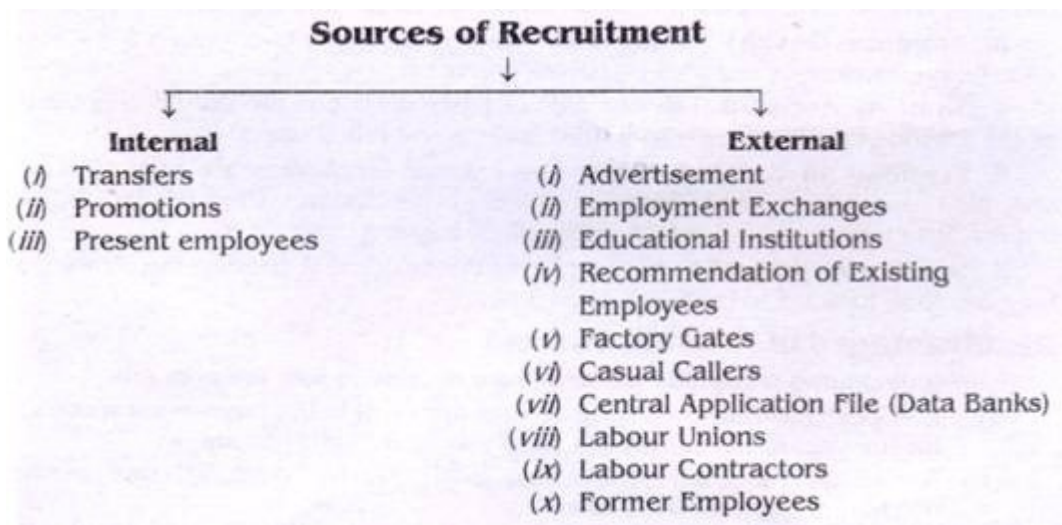 Sources of Recruitment
Internal
(i) Transfers
(ii) Promotions
(iii) Present employees
External
(i) Advertisement
(ii) Employment Exchanges
(iii) Educational Institutions
(iv) Recommendation of Existing
Employees
(v) Factory Gates
(vi) Casual Callers
(vii) Central Application File (Data Banks)
(viii) Labour Unions
(ix) Labour Contractors
(x) Former Employees